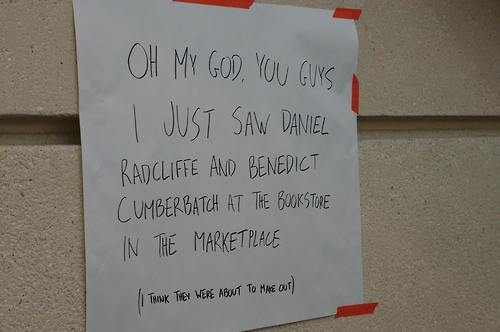 OH MY GOD, YOU GUYS
I JUST SAW DANIEL
RADCLIFFE AND BENEDICT
CUMBERBATCH AT THE BOOKSTORE
IN THE MARKETPLACE
(I THINK THEY WERE ABOUT TO MAKE OUT)